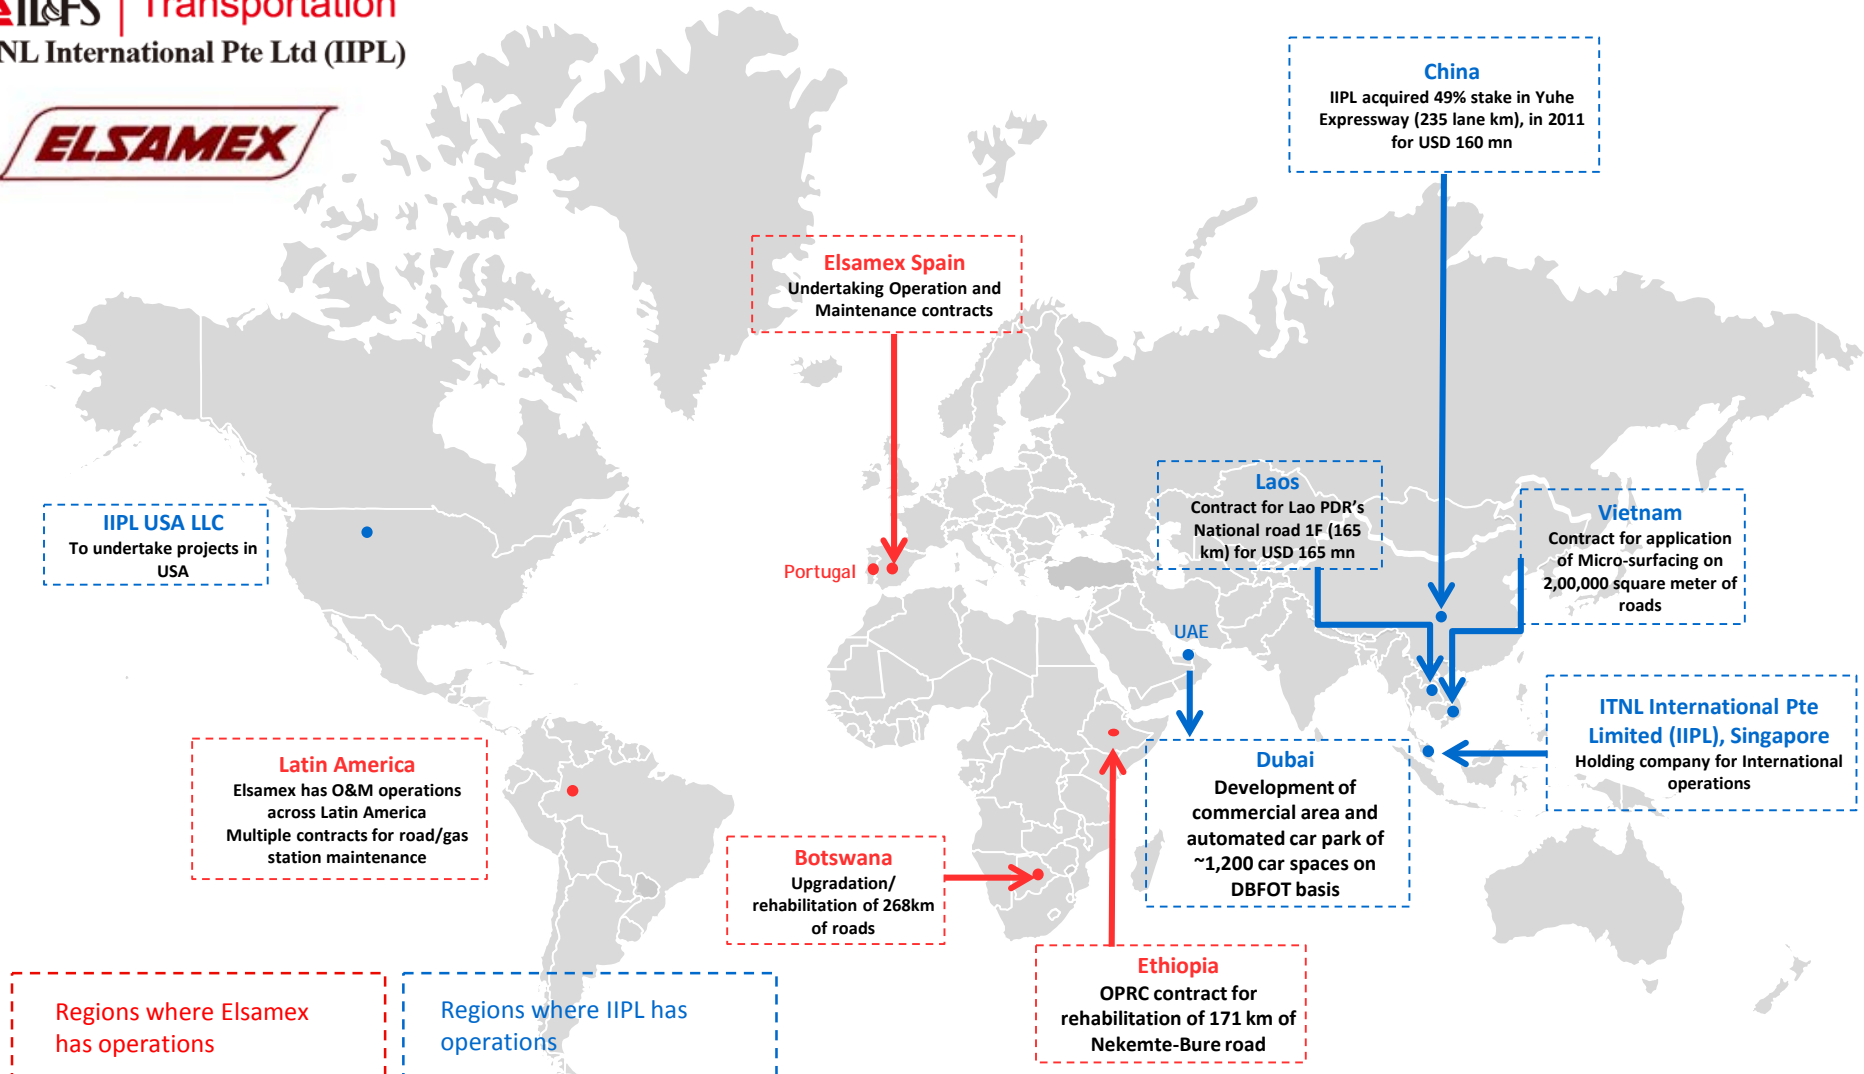 Transportation
NL International Pte Ltd (IIPL)
ELSAMEX
China
IIPL acquired 49% stake in Yuhe
Expressway (235 lane km), in 2011
for USD 160 mn
Elsamex Spain
Undertaking Operation and
Maintenance contracts
Laos
Contract for Lao PDR's
National road 1F (165
km) for USD 165 mn
Vietnam
Contract for application
of Micro-surfacing on
2,00,000 square meter of
roads
IIPL USA LLC
To undertake projects in
USA
Portugal
UAE
ITNL International Pte
Limited (IIPL), Singapore
Holding company for International
operations
Latin America
Elsamex has O&M operations
across Latin America
Multiple contracts for road/gas
station maintenance
Dubai
Development of
commercial area and
automated car park of
~1,200 car spaces on
DBFOT basis
Botswana
Upgradation/
rehabilitation of 268km
of roads
Ethiopia
OPRC contract for
rehabilitation of 171 km of
Nekemte-Bure road
Regions where Elsamex
has operations
Regions where IIPL has
operations